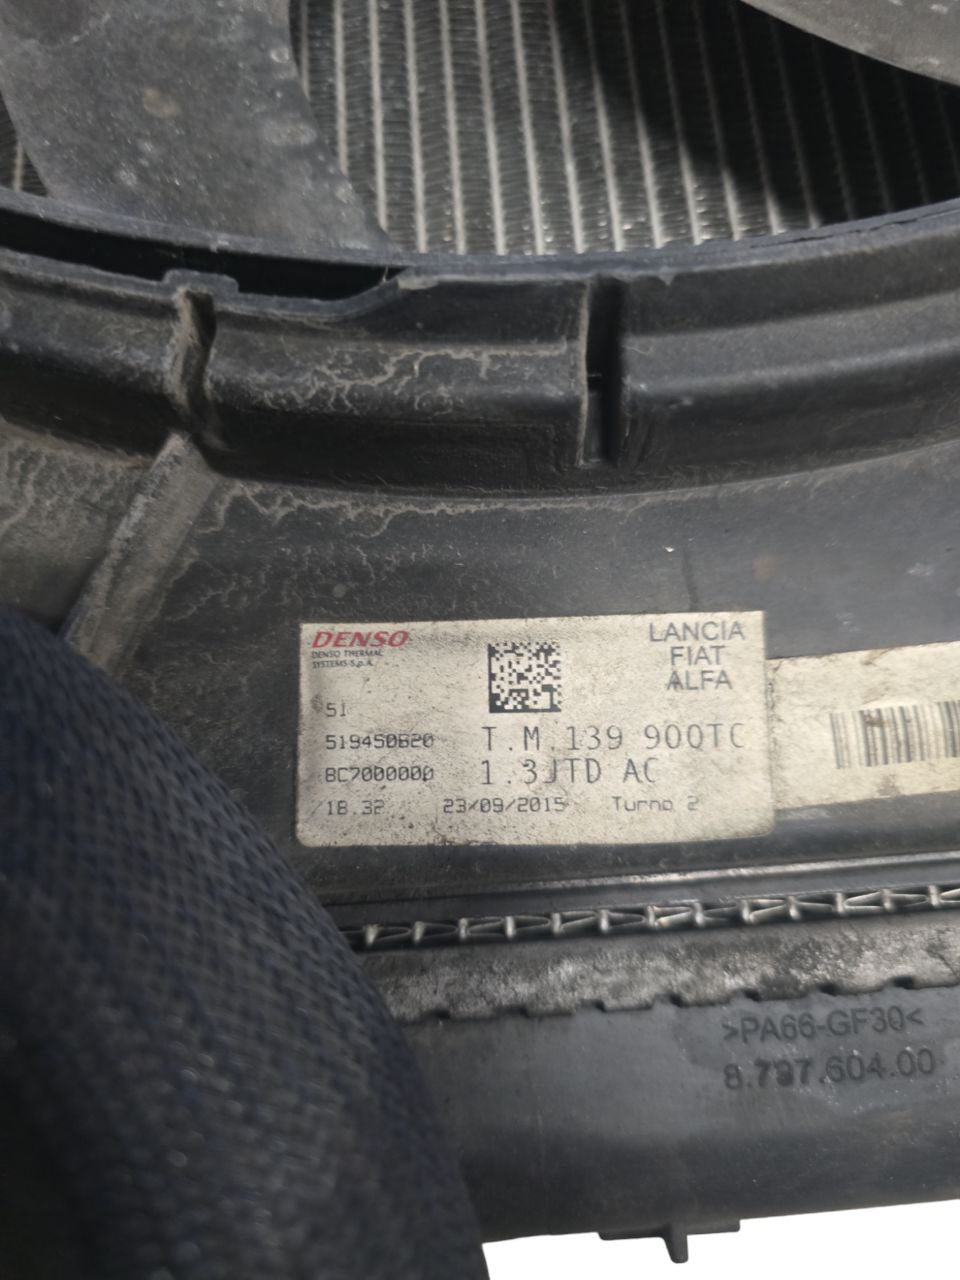 DENSO
DENSO THERMAL
SYSTEMS S.p.A.
LANCIA
FIAT
ALFA
51
519450620
T.M.139 900TC
8C7000000
1.3JTD AC
18.32
23/09/2015
Turno 2
>PA66-GF30<
8.797.604.00